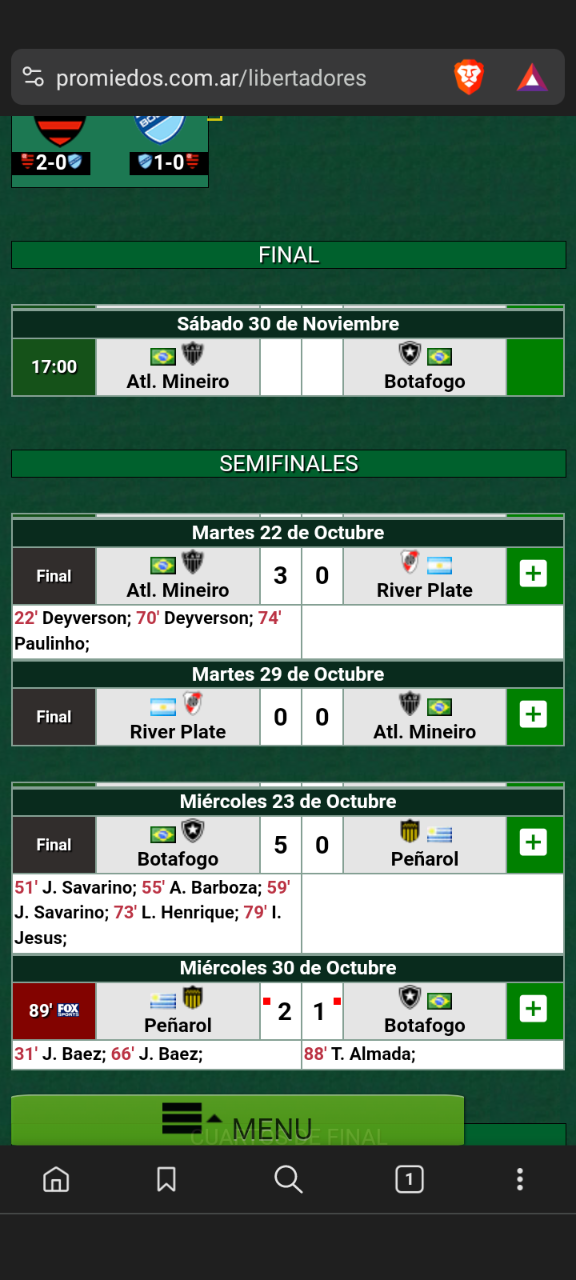 promiedos.com.ar/libertadores
2-0 1-0
FINAL
Sábado 30 de Noviembre
17:00 Atl. Mineiro Botafogo
SEMIFINALES
Martes 22 de Octubre
Final Atl. Mineiro 3 0 River Plate
22' Deyverson; 70' Deyverson; 74'
Paulinho;
Martes 29 de Octubre
Final River Plate 0 0 Atl. Mineiro
Miércoles 23 de Octubre
Final Botafogo 5 0 Peñarol
51' J. Savarino; 55' A. Barboza; 59'
J. Savarino; 73' L. Henrique; 79' I.
Jesus;
Miércoles 30 de Octubre
89' FOX SPORTS Peñarol 2 1 Botafogo
31' J. Baez; 66' J. Baez; 88' T. Almada;
MENU
CUARTOS DE FINAL
1